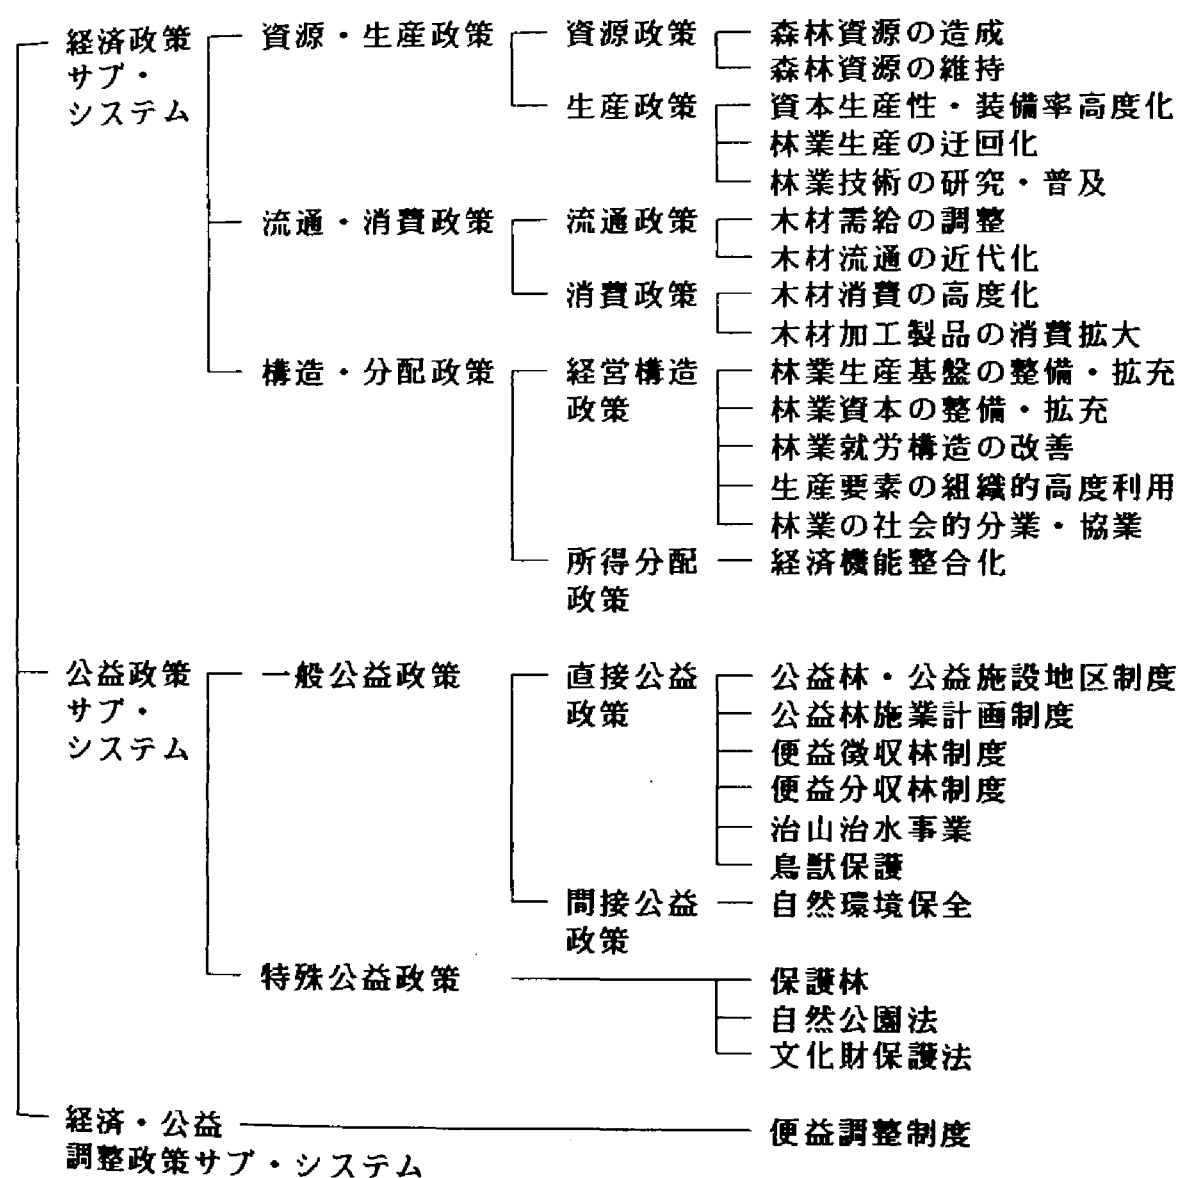 経済政策 資源・生産政策 資源政策 森林資源の造成
サブ・ 森林資源の維持
システム 生産政策 資本生産性・装備率高度化
林業生産の迂回化
林業技術の研究・普及
流通・消費政策 流通政策 木材需給の調整
木材流通の近代化
消費政策 木材消費の高度化
木材加工製品の消費拡大
構造・分配政策 経営構造 林業生産基盤の整備・拡充
政策 林業資本の整備・拡充
林業就労構造の改善
生産要素の組織的高度利用
林業の社会的分業・協業
所得分配 経済機能整合化
政策
公益政策 一般公益政策 直接公益 公益林・公益施設地区制度
サブ・ 政策 公益林施業計画制度
システム 便益徴収林制度
便益分収林制度
治山治水事業
鳥獣保護
間接公益 自然環境保全
政策
特殊公益政策 保護林
自然公園法
文化財保護法
経済・公益 便益調整制度
調整政策サブ・システム